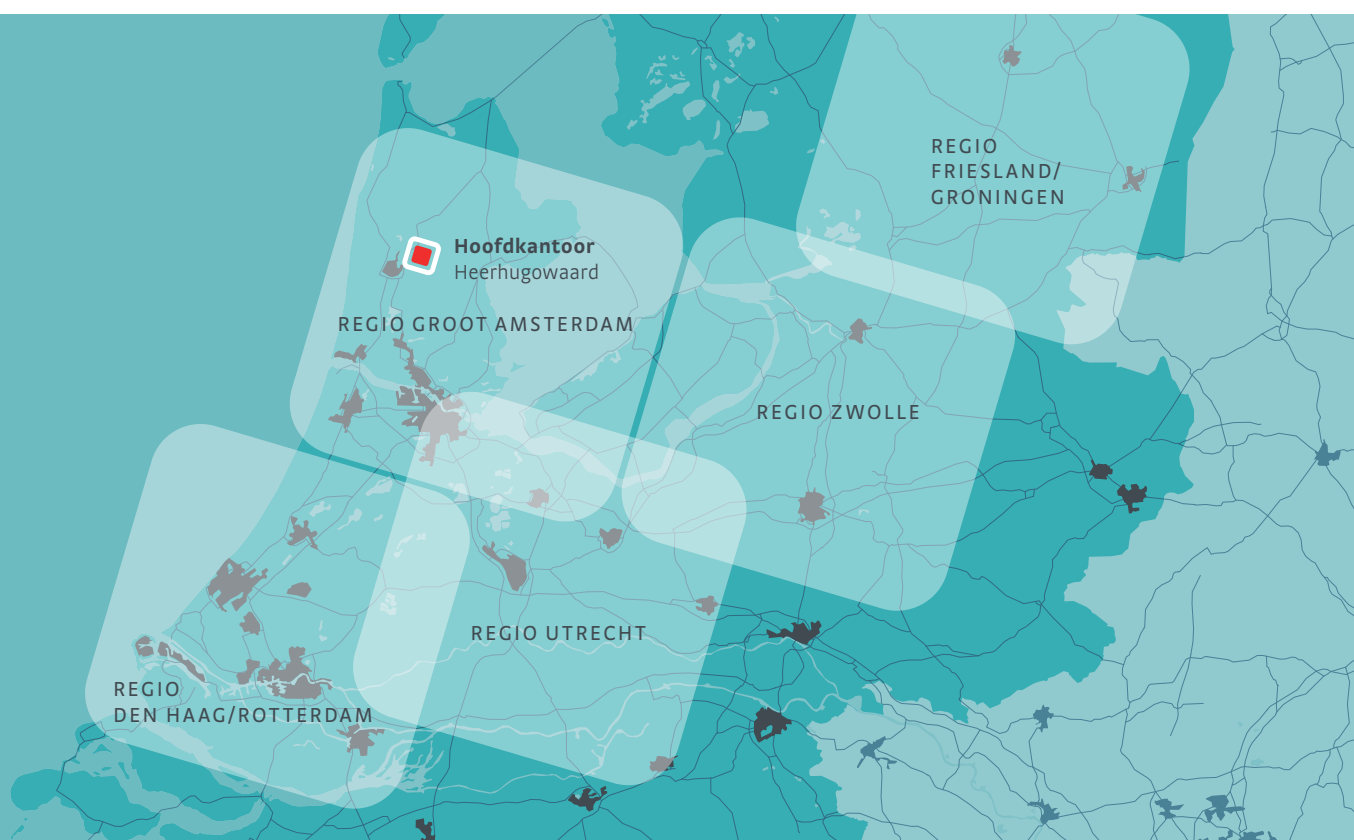 REGIO
FRIESLAND/
GRONINGEN
Hoofdkantoor
Heerhugowaard
REGIO GROOT AMSTERDAM
REGIO ZWOLLE
REGIO UTRECHT
REGIO
DEN HAAG/ROTTERDAM